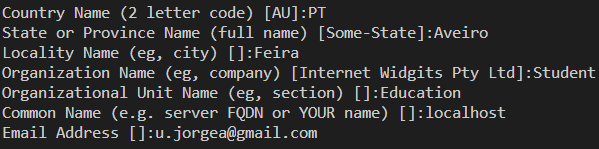 Country Name (2 letter code) [AU]:PT
State or Province Name (full name) [Some-State]:Aveiro
Locality Name (eg, city) []:Feira
Organization Name (eg, company) [Internet Widgits Pty Ltd]:Student
Organizational Unit Name (eg, section) []:Education
Common Name (e.g. server FQDN or YOUR name) []:localhost
Email Address []:u.jorgea@gmail.com